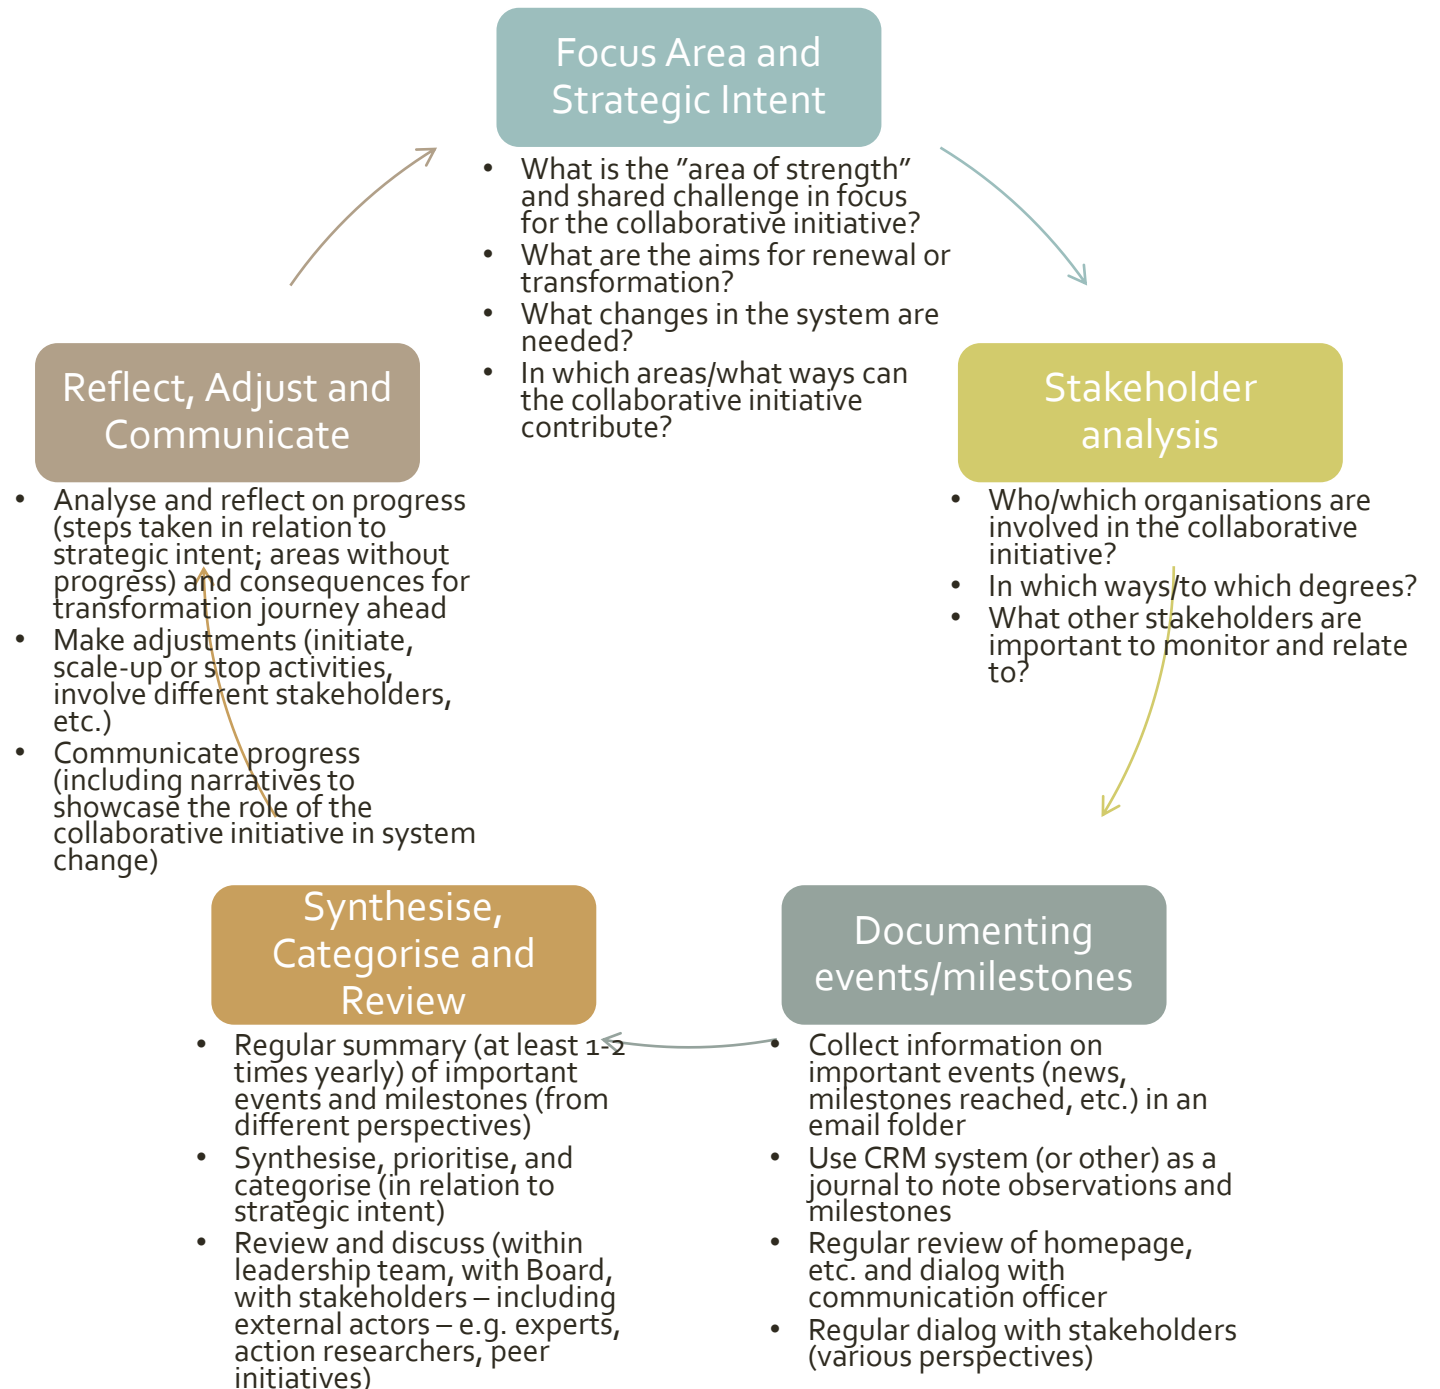 Focus Area and
Strategic Intent
• What is the ”area of strength”
and shared challenge in focus
for the collaborative initiative?
• What are the aims for renewal or
transformation?
• What changes in the system are
needed?
• In which areas/what ways can
the collaborative initiative
contribute?
Stakeholder
analysis
• Who/which organisations are
involved in the collaborative
initiative?
• In which ways/to which degrees?
• What other stakeholders are
important to monitor and relate
to?
Documenting
events/milestones
• Collect information on
important events (news,
milestones reached, etc.) in an
email folder
• Use CRM system (or other) as a
journal to note observations and
milestones
• Regular review of homepage,
etc. and dialog with
communication officer
• Regular dialog with stakeholders
(various perspectives)
Synthesise,
Categorise and
Review
• Regular summary (at least 1-2
times yearly) of important
events and milestones (from
different perspectives)
• Synthesise, prioritise, and
categorise (in relation to
strategic intent)
• Review and discuss (within
leadership team, with Board,
with stakeholders – including
external actors – e.g. experts,
action researchers, peer
initiatives)
Reflect, Adjust and
Communicate
• Analyse and reflect on progress
(steps taken in relation to
strategic intent; areas without
progress) and consequences for
transformation journey ahead
• Make adjustments (initiate,
scale-up or stop activities,
involve different stakeholders,
etc.)
• Communicate progress
(including narratives to
showcase the role of the
collaborative initiative in system
change)